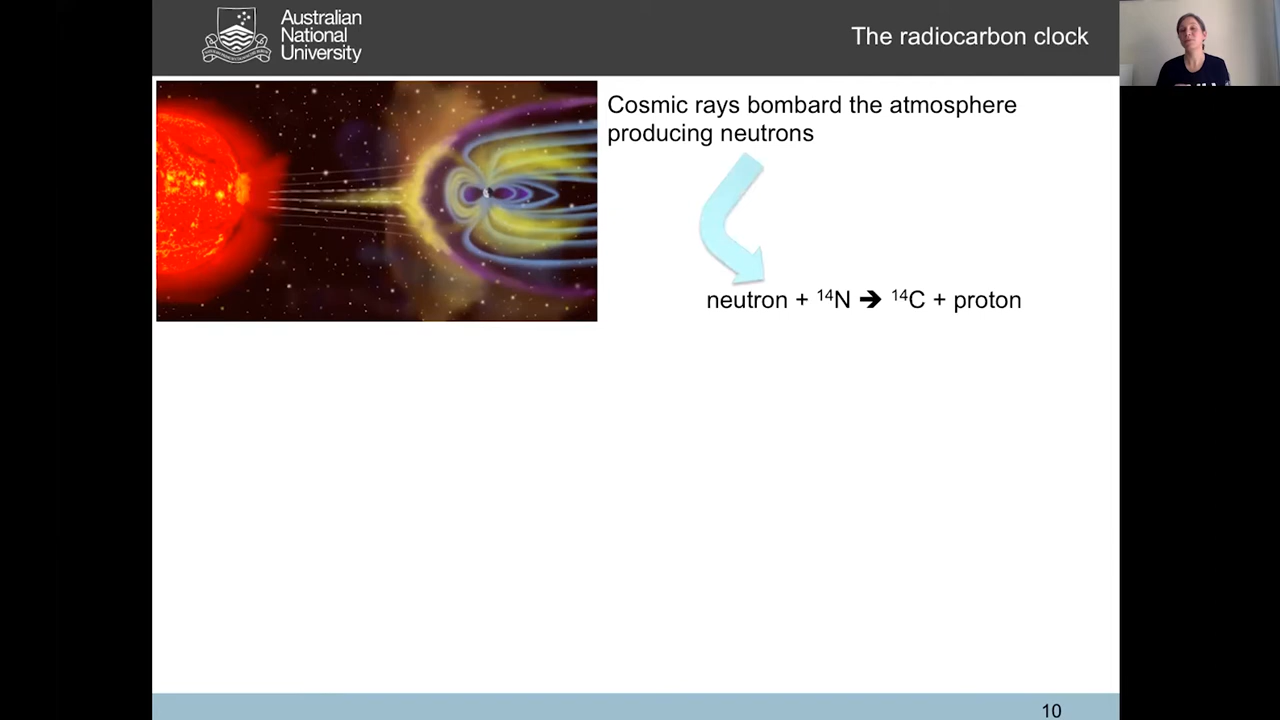 Australian
National
University
The radiocarbon clock
Cosmic rays bombard the atmosphere
producing neutrons
neutron + ¹⁴N ➔ ¹⁴C + proton
10